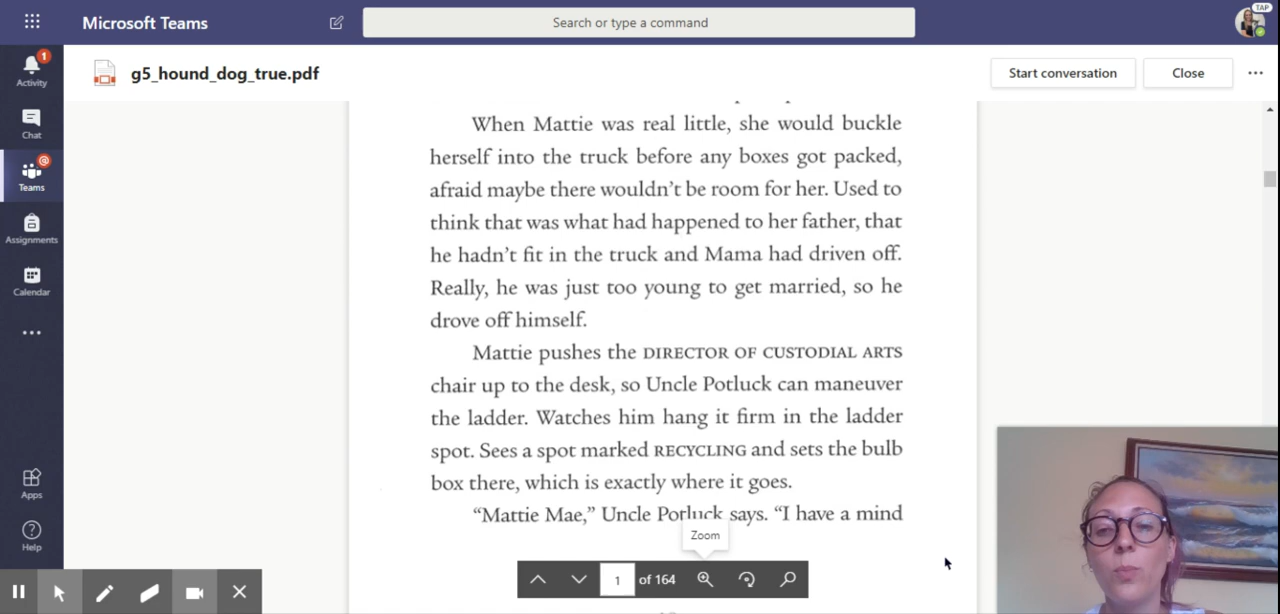 Microsoft Teams
Search or type a command
TAP
1
Activity
g5_hound_dog_true.pdf
Start conversation
Close
Chat
@
Teams
Assignments
Calendar
Apps
Help
When Mattie was real little, she would buckle
herself into the truck before any boxes got packed,
afraid maybe there wouldn't be room for her. Used to
think that was what had happened to her father, that
he hadn't fit in the truck and Mama had driven off.
Really, he was just too young to get married, so he
drove off himself.
Mattie pushes the DIRECTOR OF CUSTODIAL ARTS
chair up to the desk, so Uncle Potluck can maneuver
the ladder. Watches him hang it firm in the ladder
spot. Sees a spot marked RECYCLING and sets the bulb
box there, which is exactly where it goes.
"Mattie Mae," Uncle Potluck says. "I have a mind
Zoom
1 of 164